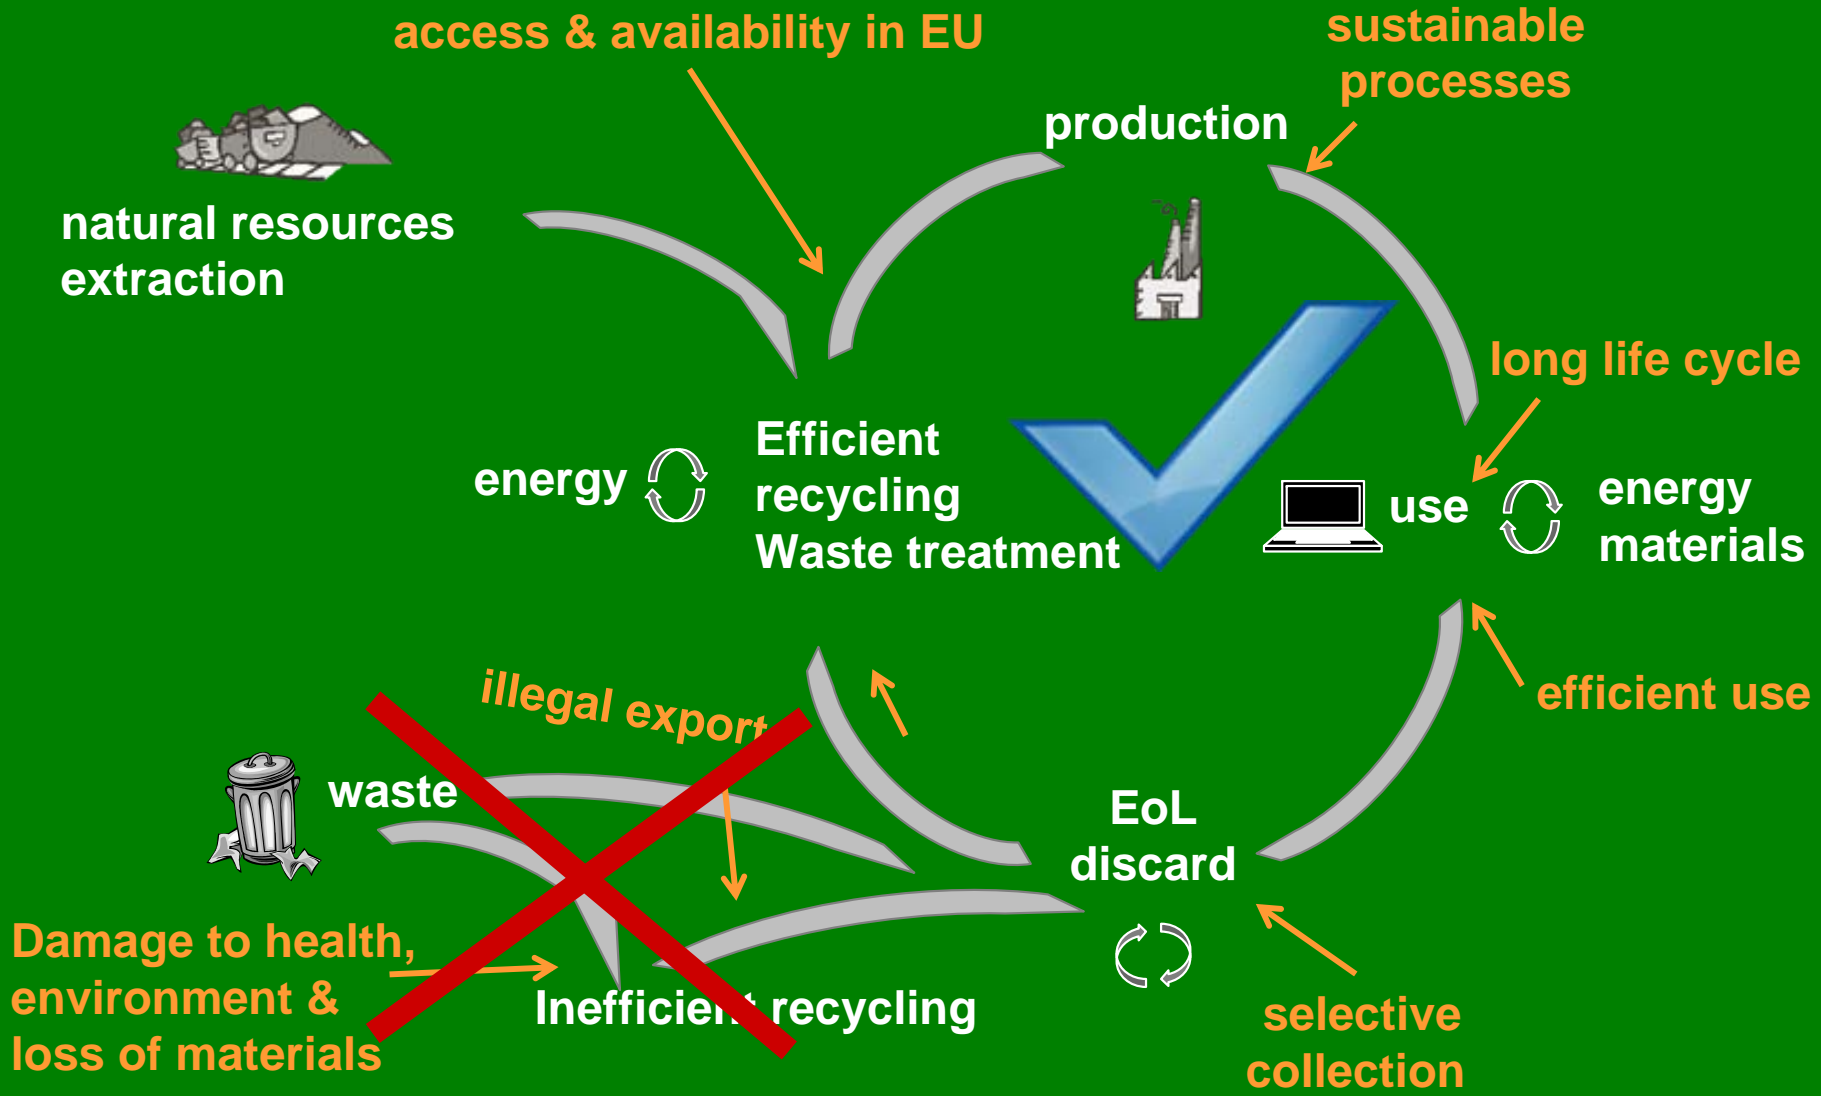 access & availability in EU
sustainable
processes
production
natural resources
extraction
long life cycle
Efficient
recycling
Waste treatment
energy
use
energy
materials
illegal export
efficient use
waste
EoL
discard
Damage to health,
environment &
loss of materials
Inefficient recycling
selective
collection